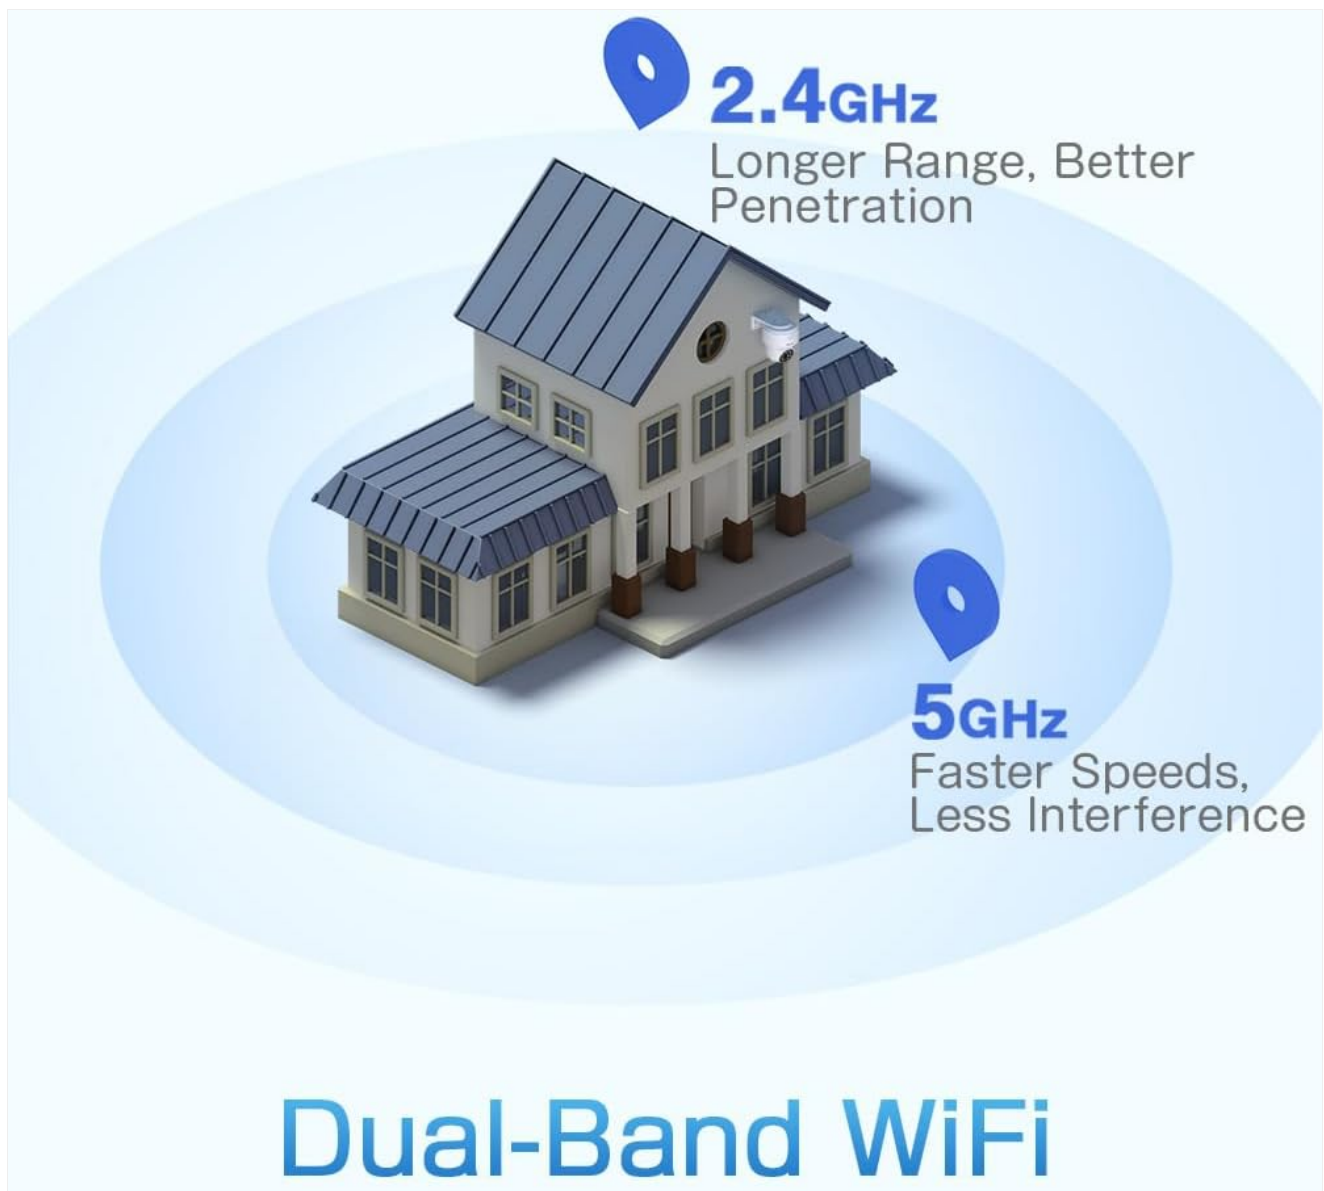 2.4GHz
Longer Range, Better
Penetration
5GHz
Faster Speeds,
Less Interference
Dual-Band WiFi